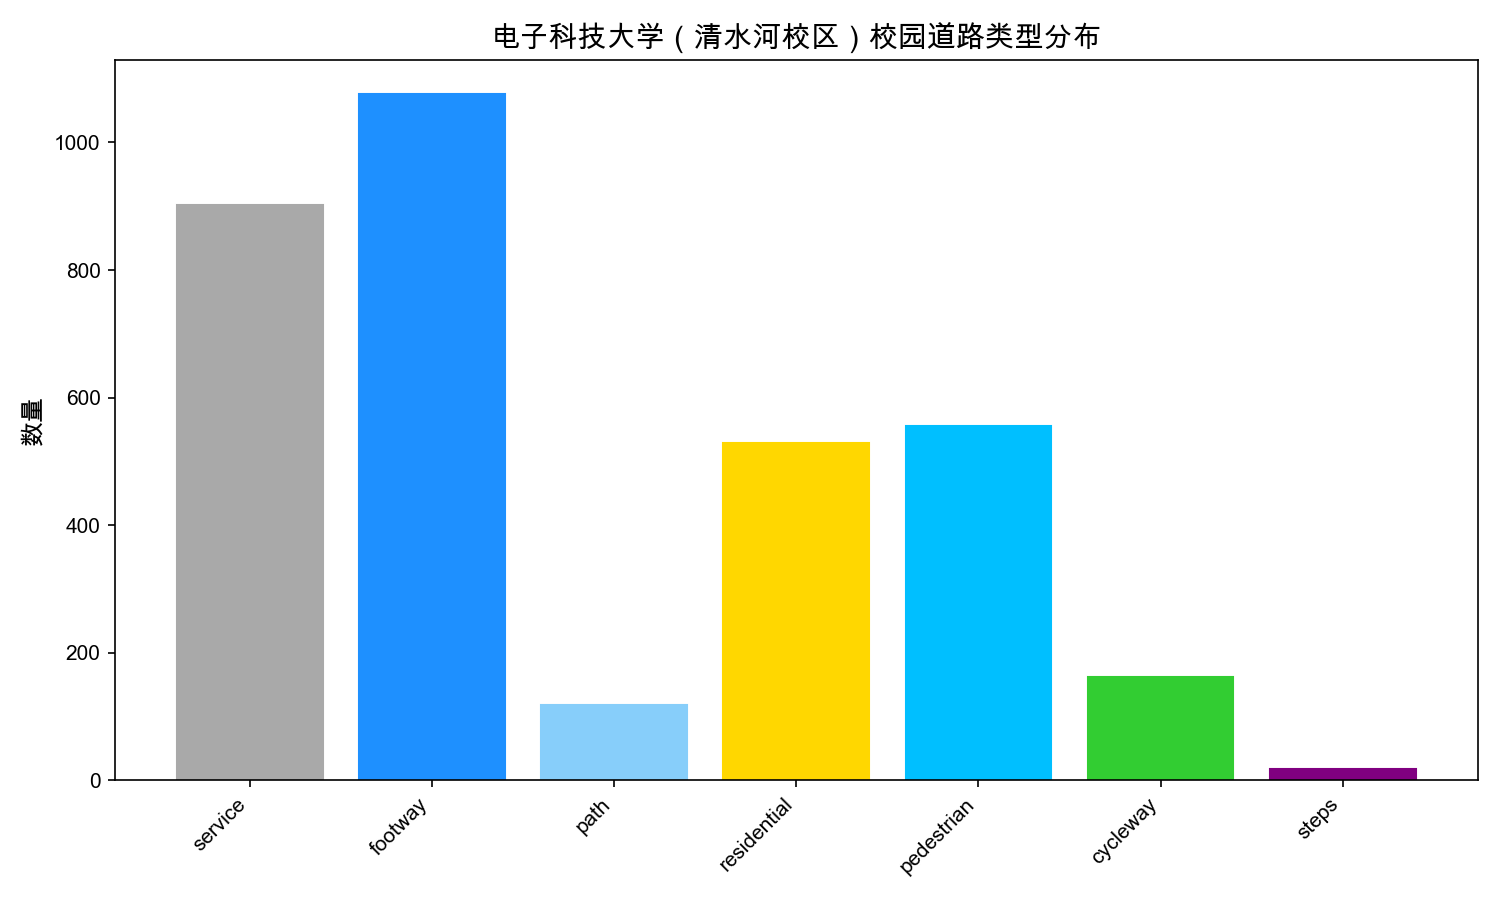 电子科技大学（清水河校区）校园道路类型分布
数量
1000
800
600
400
200
0
service
footway
path
residential
pedestrian
cycleway
steps